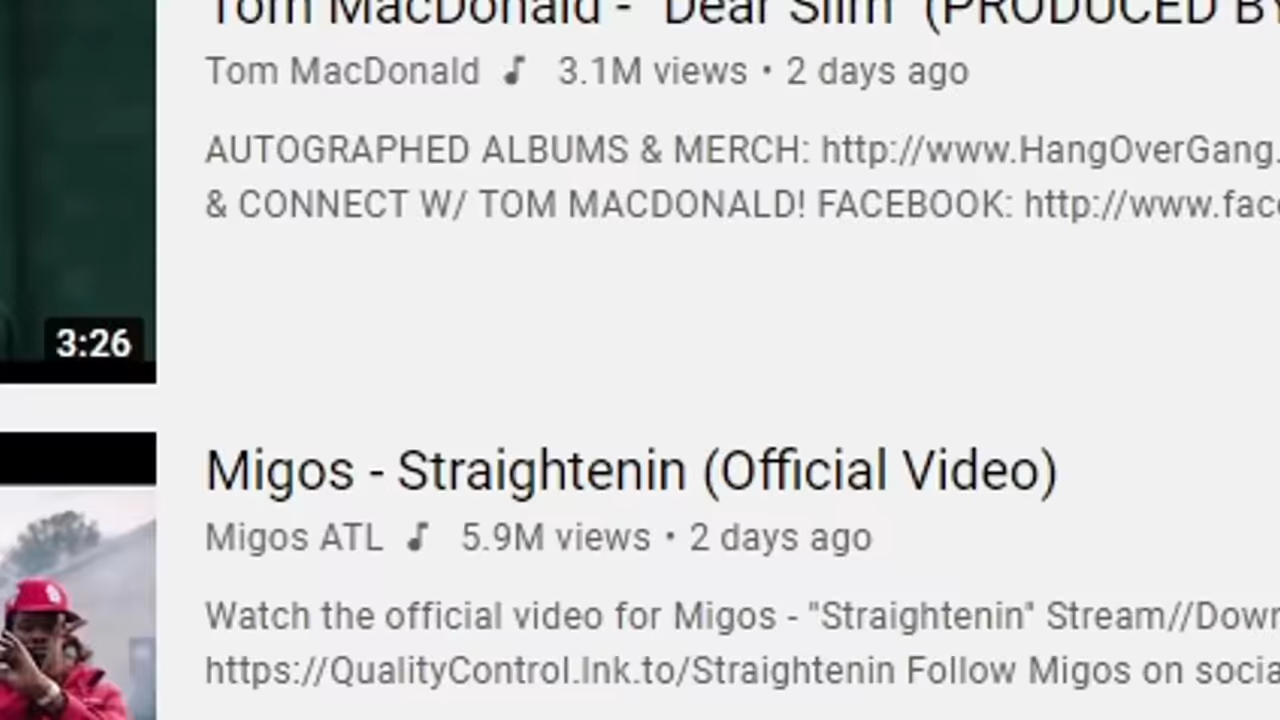 Tom MacDonald - "Dear Slim" (PRODUCED BY
Tom MacDonald 3.1M views • 2 days ago
AUTOGRAPHED ALBUMS & MERCH: http://www.HangOverGang.
& CONNECT W/ TOM MACDONALD! FACEBOOK: http://www.face
3:26
Migos - Straightenin (Official Video)
Migos ATL 5.9M views • 2 days ago
Watch the official video for Migos - "Straightenin" Stream//Down
https://QualityControl.lnk.to/Straightenin Follow Migos on socia